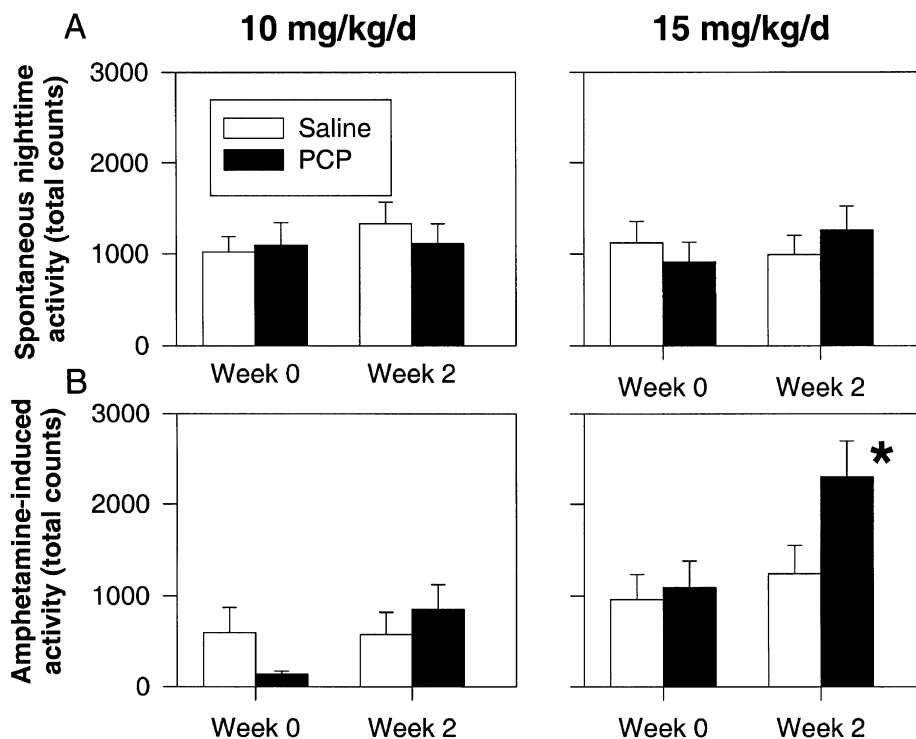 A
10 mg/kg/d
15 mg/kg/d
Spontaneous nighttime
activity (total counts)
3000
2000
1000
0
Saline
PCP
Week 0
Week 2
Week 0
Week 2
B
Amphetamine-induced
activity (total counts)
3000
2000
1000
0
*
Week 0
Week 2
Week 0
Week 2